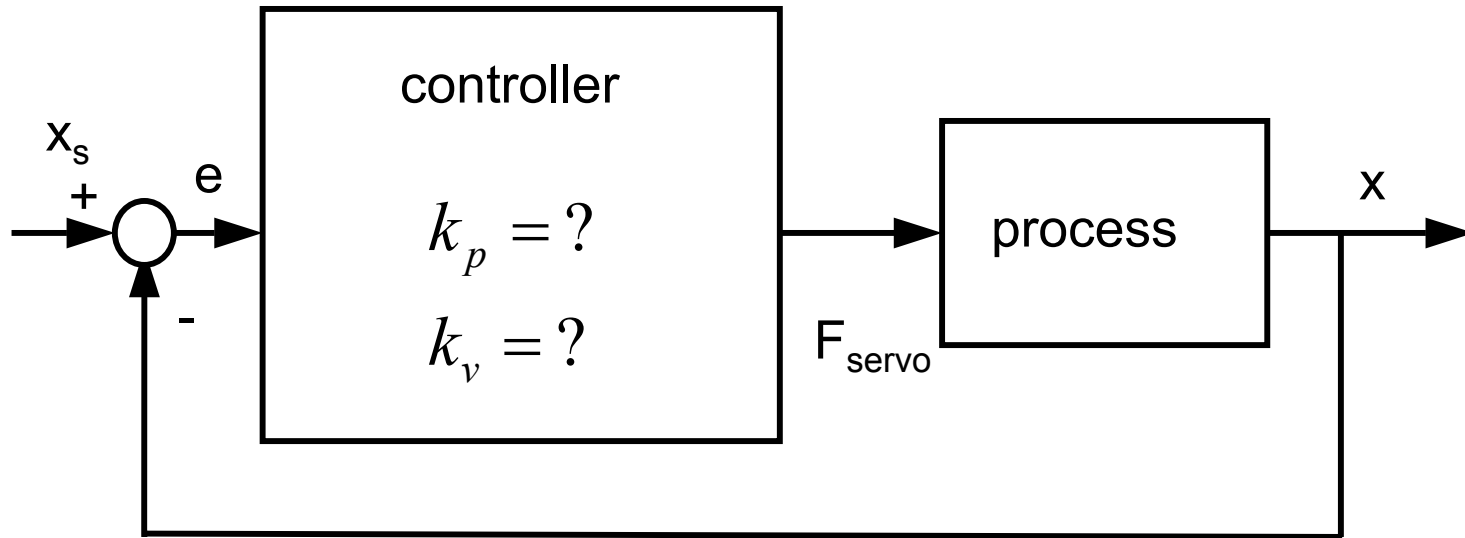 controller
x_s
+
e
k_p = ?
k_v = ?
-
F_servo
process
x